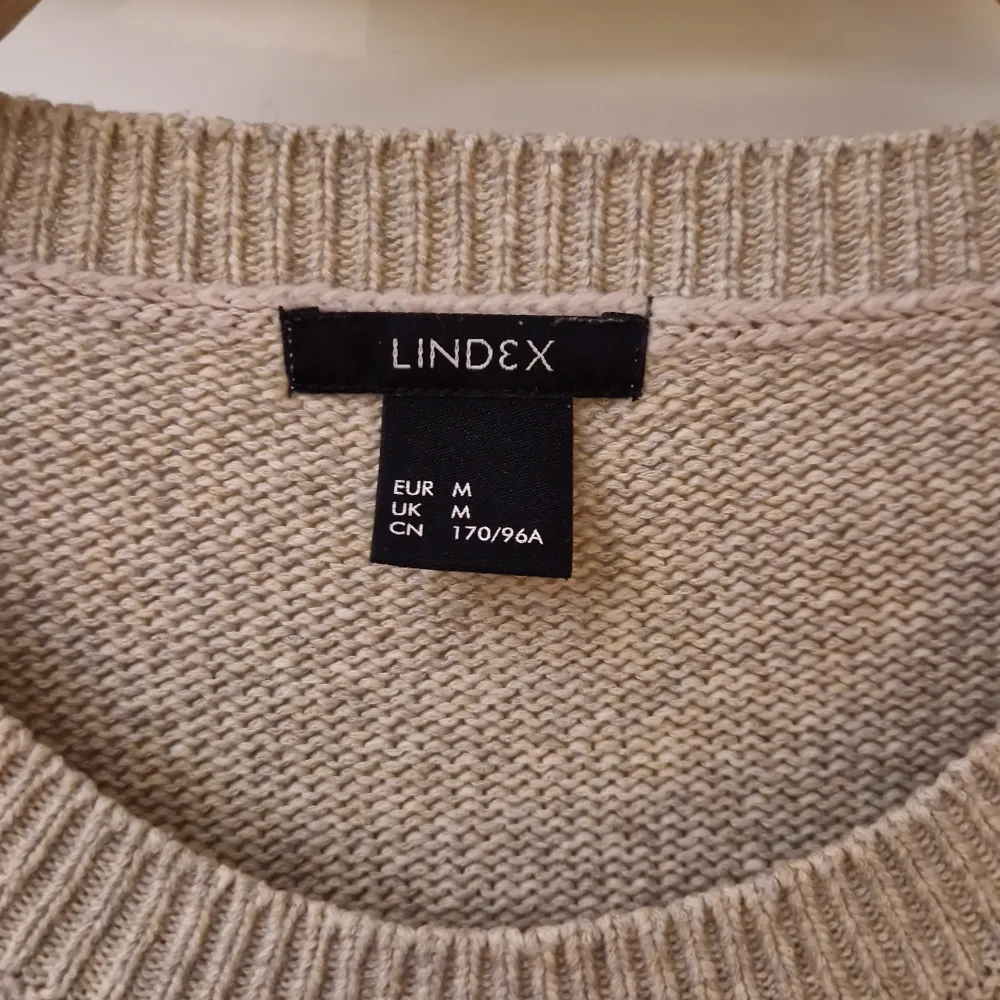 LINDEX
EUR M
UK M
CN 170/96A